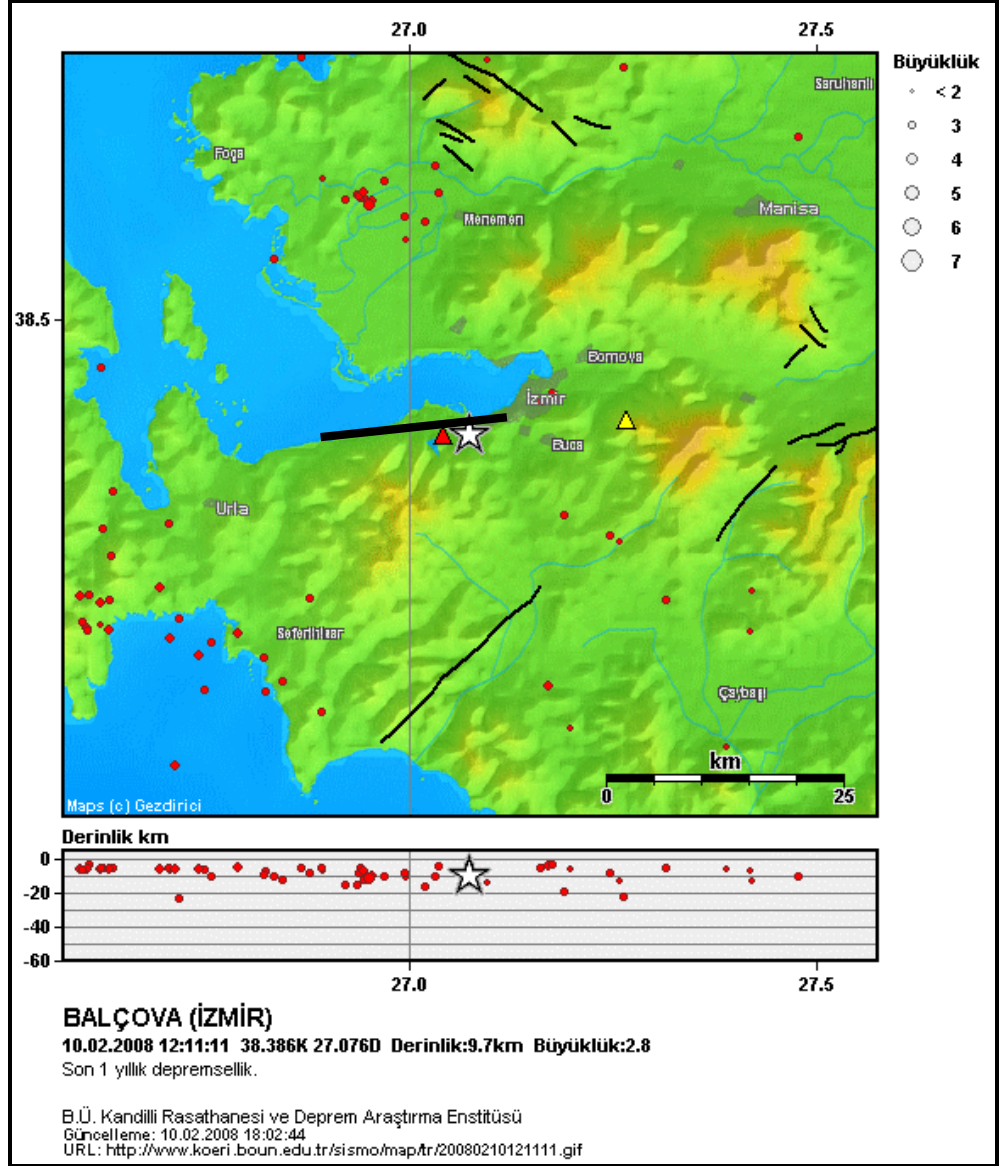 27.0 27.5
Büyüklük
< 2
3
4
5
6
7
Saruhanlı
Foça
Manisa
Menemen
38.5
Bornova
İzmir
Buca
Urla
Seferihisar
Çaybaşı
km
0 25
Maps (c) Gezdirici
Derinlik km
0
-20
-40
-60
27.0 27.5
BALÇOVA (İZMİR)
10.02.2008 12:11:11 38.386K 27.076D Derinlik:9.7km Büyüklük:2.8
Son 1 yıllık depremsellik.
B.Ü. Kandilli Rasathanesi ve Deprem Araştırma Enstitüsü
Güncelleme: 10.02.2008 18:02:44
URL: http://www.koeri.boun.edu.tr/sismo/map/tr/20080210121111.gif